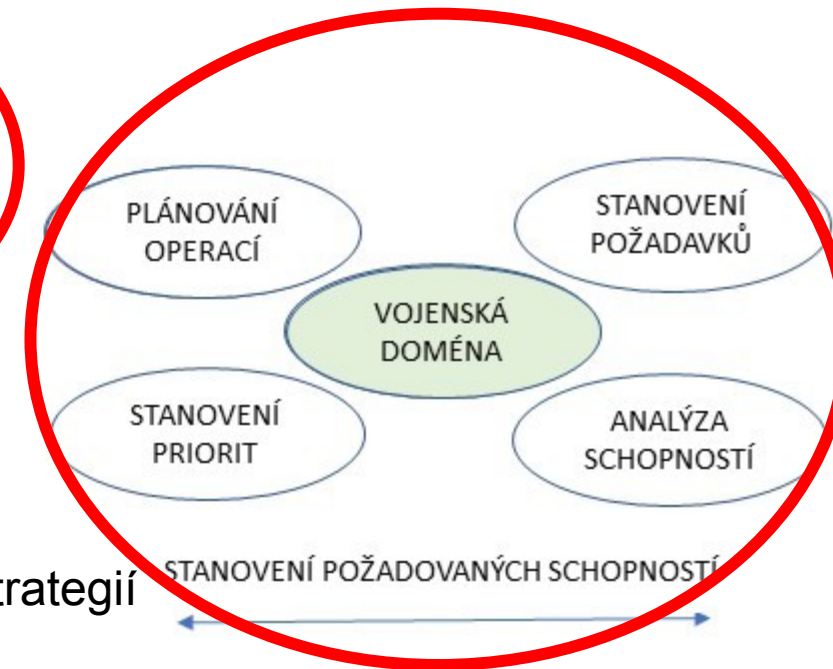 PLÁNOVÁNÍ
OPERACÍ
STANOVENÍ
POŽADAVKŮ
VOJENSKÁ
DOMÉNA
STANOVENÍ
PRIORIT
ANALÝZA
SCHOPNOSTÍ
trategií
STANOVENÍ POŽADOVANÝCH SCHOPNOSTÍ